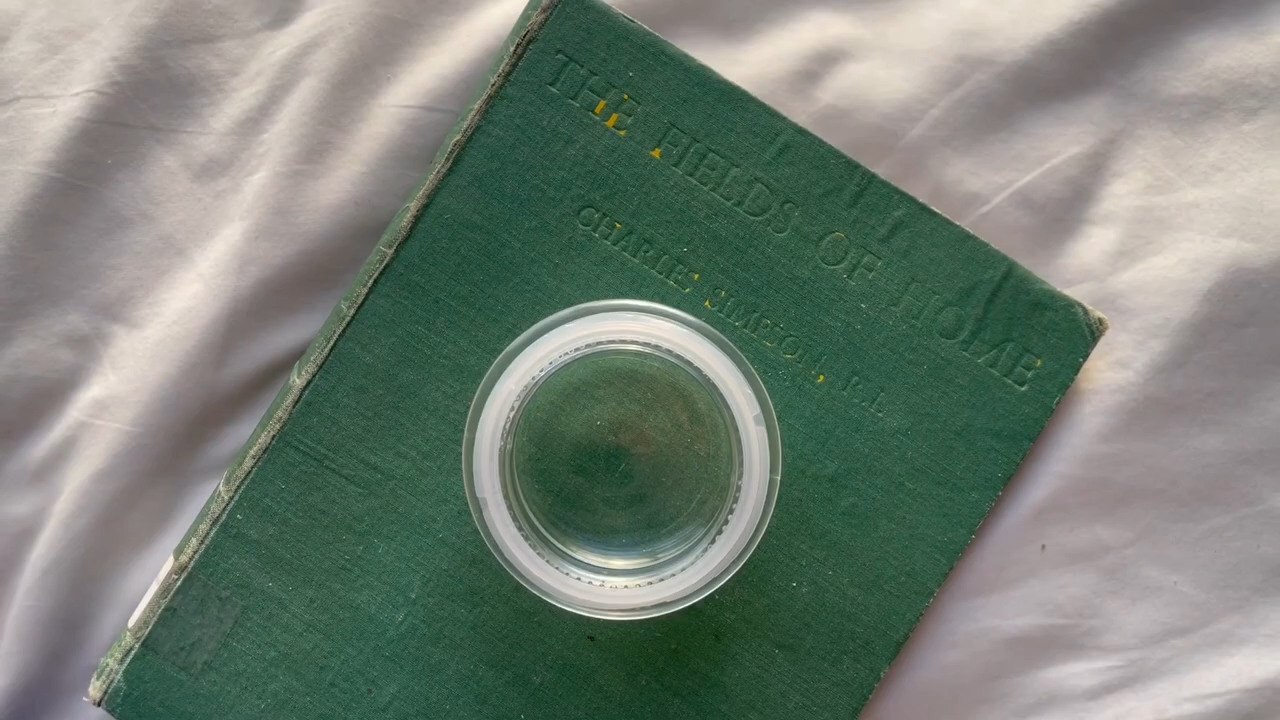 THE FIELDS OF HOME
CHARLES SIMPSON, R.I.